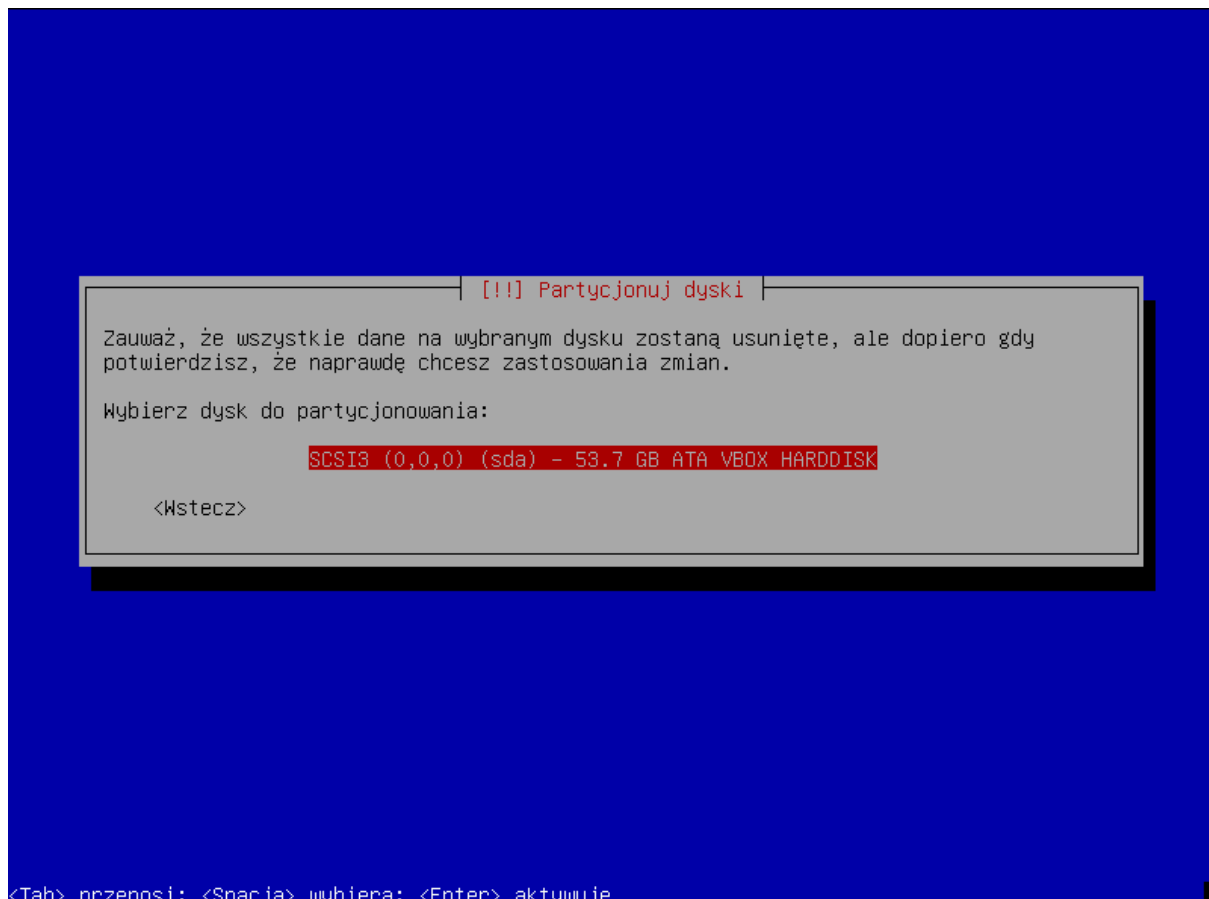 [!!] Partycjonuj dyski
Zauważ, że wszystkie dane na wybranym dysku zostaną usunięte, ale dopiero gdy
potwierdzisz, że naprawdę chcesz zastosowania zmian.
Wybierz dysk do partycjonowania:
SCSI3 (0,0,0) (sda) – 53.7 GB ATA VBOX HARDDISK
<Wstecz>
<Tab> przenosi; <Spacja> wybiera; <Enter> aktywuje